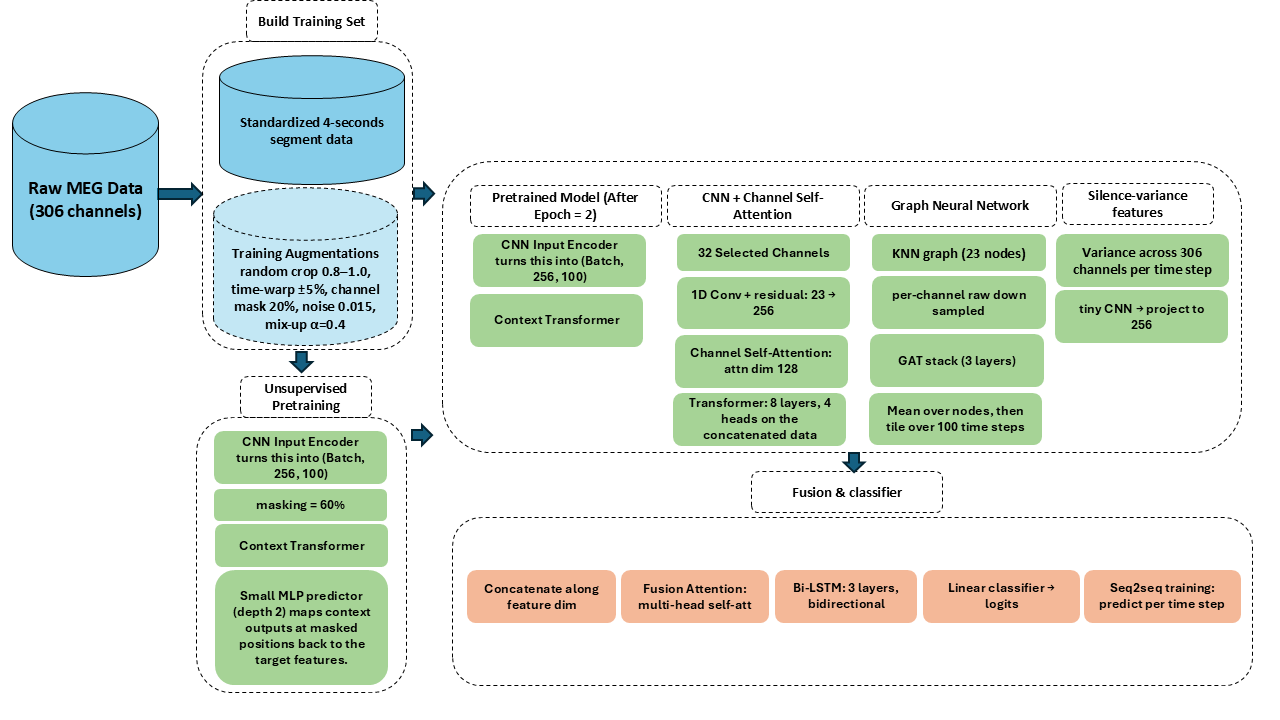 Build Training Set
Standardized 4-seconds
segment data
Raw MEG Data
(306 channels)
Training Augmentations
random crop 0.8–1.0,
time-warp ±5%, channel
mask 20%, noise 0.015,
mix-up α=0.4
Unsupervised
Pretraining
CNN Input Encoder
turns this into (Batch,
256, 100)
masking = 60%
Context Transformer
Small MLP predictor
(depth 2) maps context
outputs at masked
positions back to the
target features.
Pretrained Model (After
Epoch = 2)
CNN Input Encoder
turns this into (Batch,
256, 100)
Context Transformer
CNN + Channel Self-
Attention
32 Selected Channels
1D Conv + residual: 23 →
256
Channel Self-Attention:
attn dim 128
Transformer: 8 layers, 4
heads on the
concatenated data
Graph Neural Network
KNN graph (23 nodes)
per-channel raw down
sampled
GAT stack (3 layers)
Mean over nodes, then
tile over 100 time steps
Silence-variance
features
Variance across 306
channels per time step
tiny CNN → project to
256
Fusion & classifier
Concatenate along
feature dim
Fusion Attention:
multi-head self-att
Bi-LSTM: 3 layers,
bidirectional
Linear classifier →
logits
Seq2seq training:
predict per time step